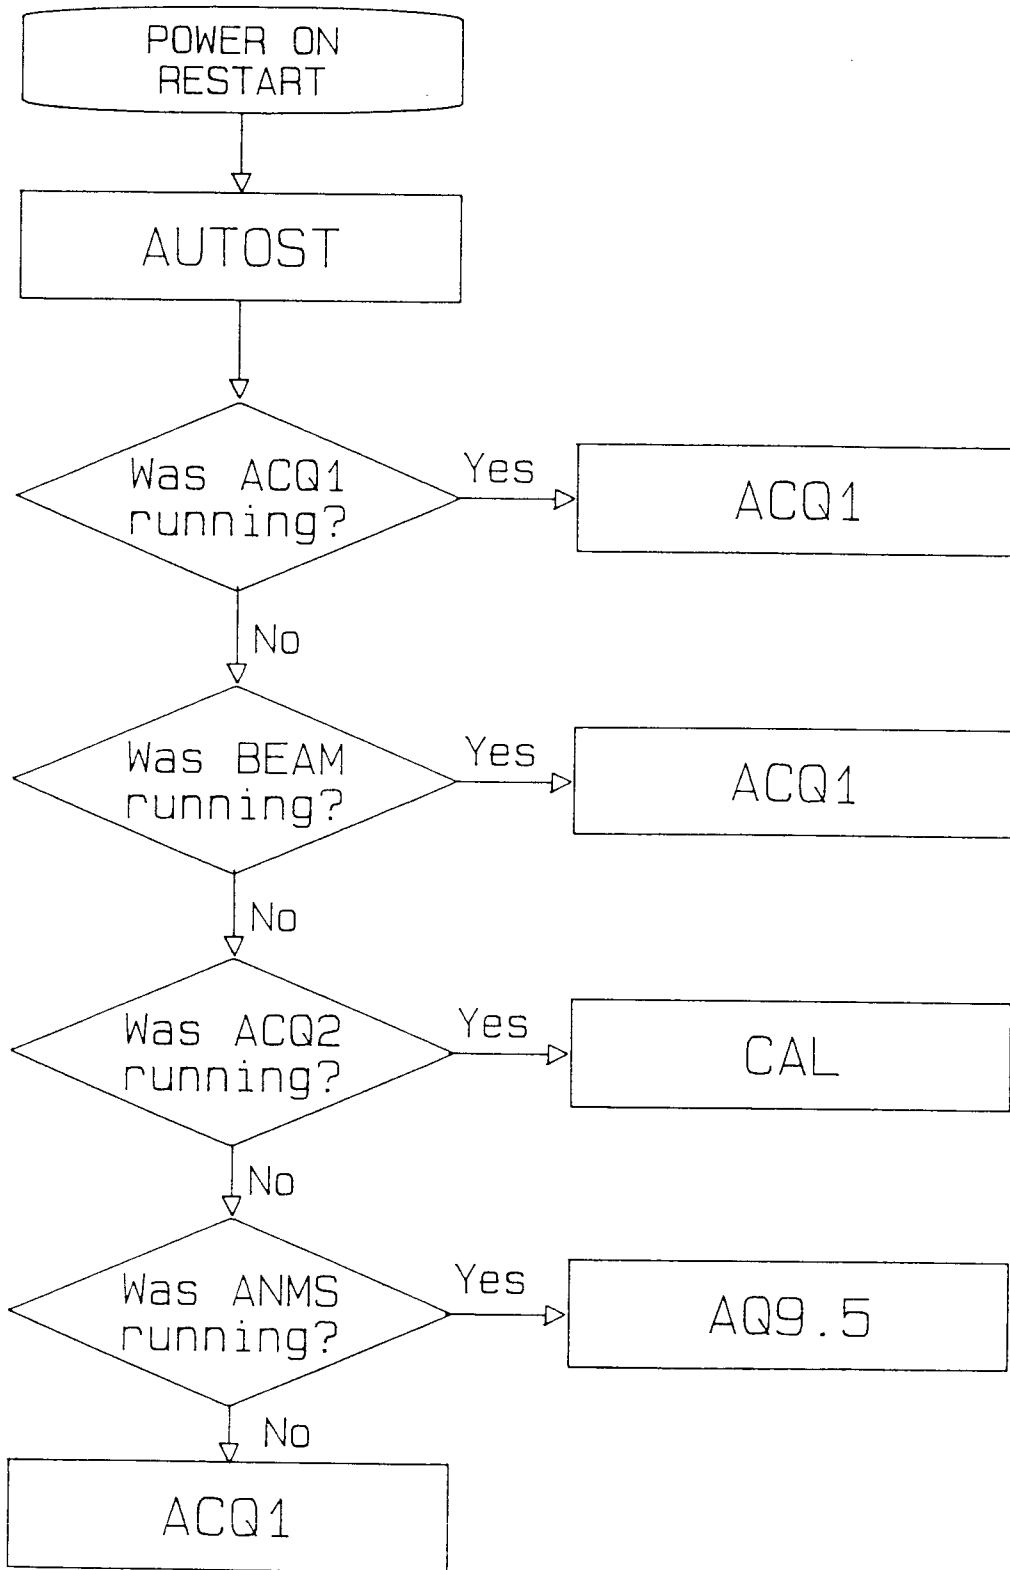 POWER ON
RESTART
AUTOST
Was ACQ1
running?
Yes
ACQ1
No
Was BEAM
running?
Yes
ACQ1
No
Was ACQ2
running?
Yes
CAL
No
Was ANMS
running?
Yes
AQ9.5
No
ACQ1